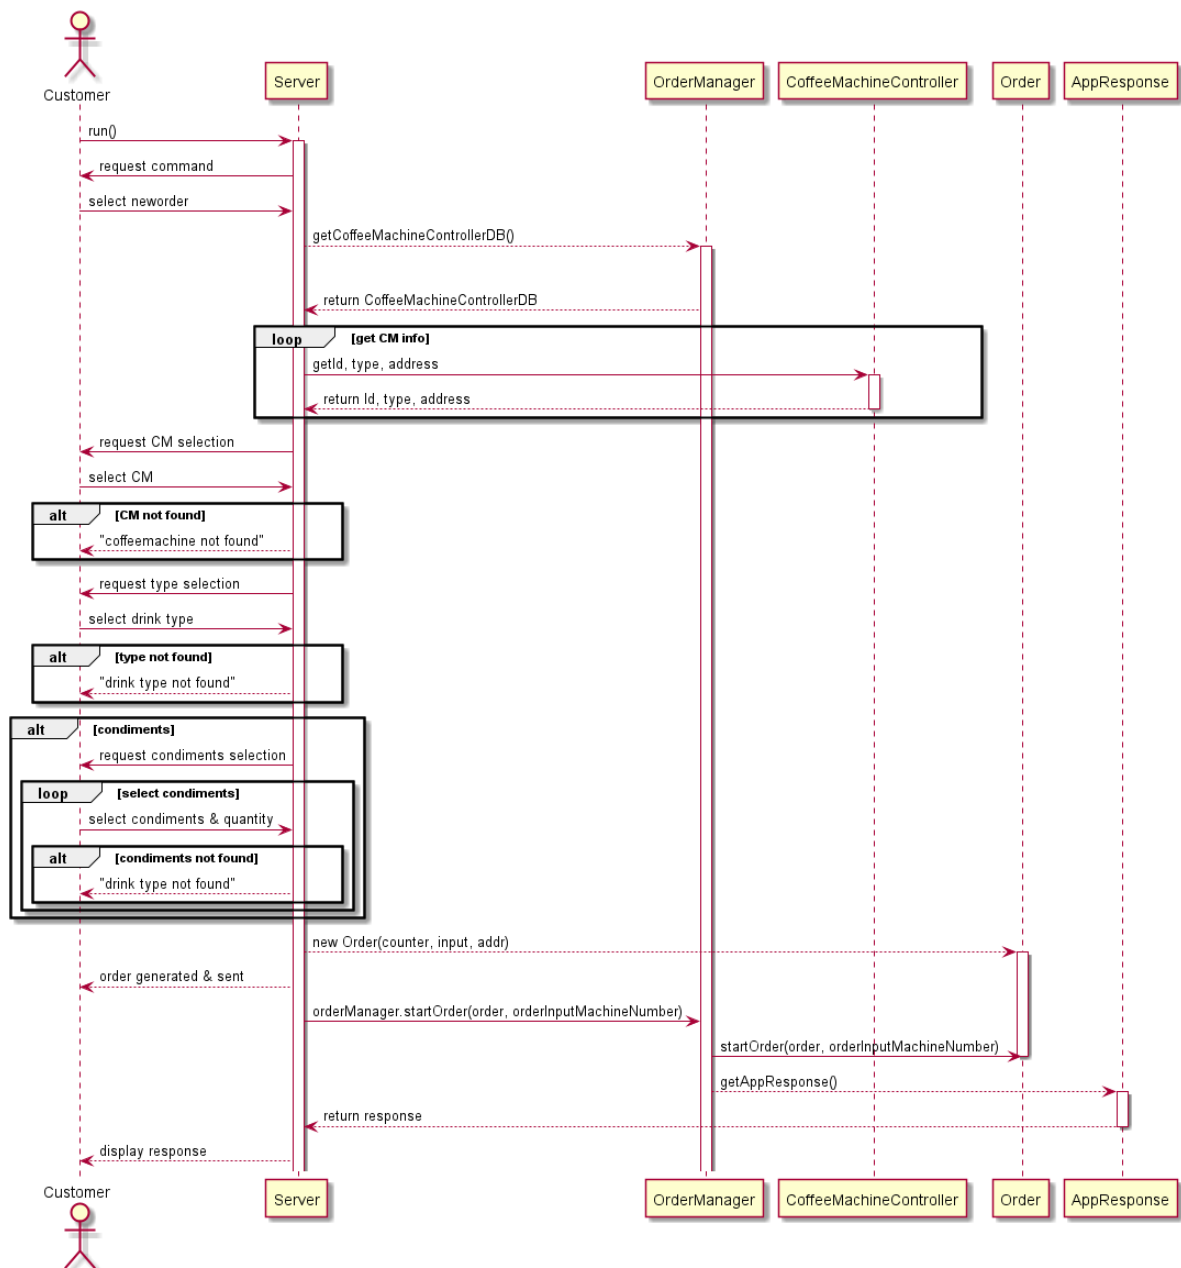 Customer
Server
OrderManager
CoffeeMachineController
Order
AppResponse
run()
request command
select neworder
getCoffeeMachineControllerDB()
return CoffeeMachineControllerDB
loop [get CM info]
getId, type, address
return Id, type, address
request CM selection
select CM
alt [CM not found]
"coffeemachine not found"
request type selection
select drink type
alt [type not found]
"drink type not found"
alt [condiments]
request condiments selection
loop [select condiments]
select condiments & quantity
alt [condiments not found]
"drink type not found"
new Order(counter, input, addr)
order generated & sent
orderManager.startOrder(order, orderInputMachineNumber)
startOrder(order, orderInputMachineNumber)
getAppResponse()
return response
display response
Customer
Server
OrderManager
CoffeeMachineController
Order
AppResponse